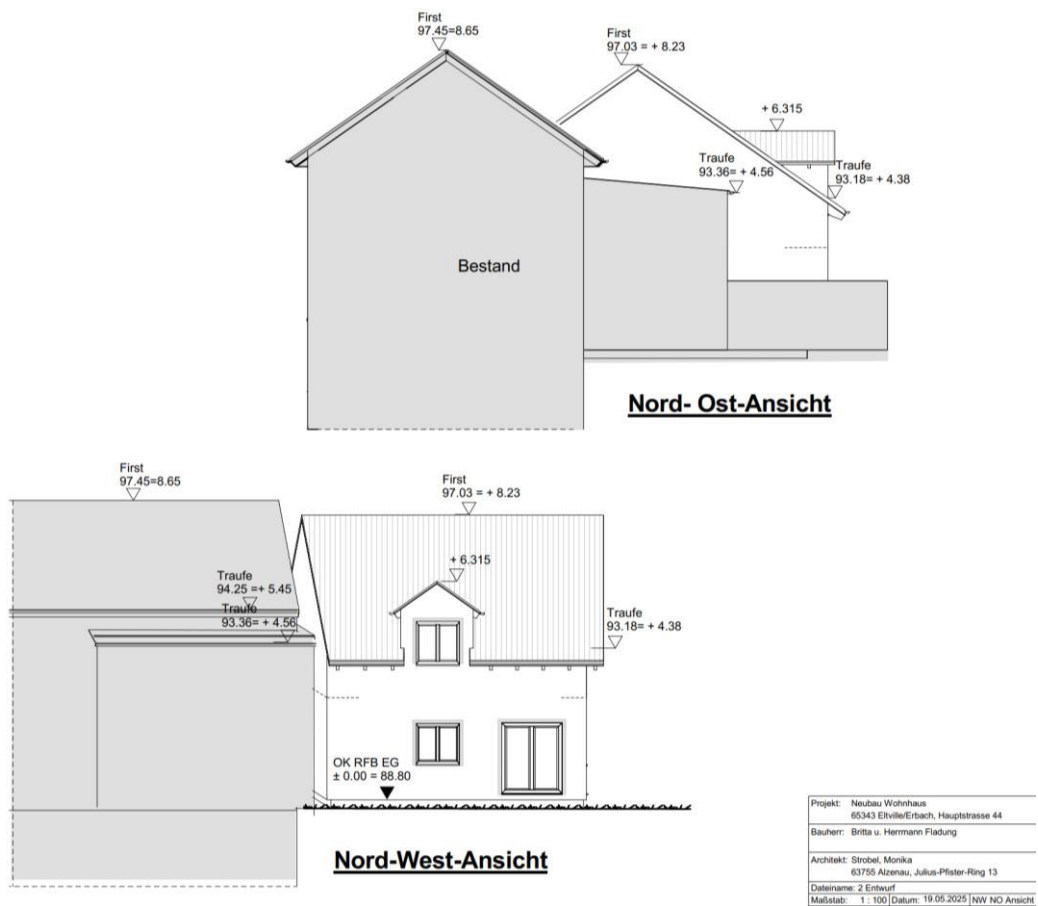 First
97.45=8.65
First
97.03 = + 8.23
+ 6.315
Traufe
93.36= + 4.56
Traufe
93.18= + 4.38
Bestand
Nord- Ost-Ansicht
First
97.45=8.65
First
97.03 = + 8.23
+ 6.315
Traufe
94.25 =+ 5.45
Traufe
93.36= + 4.56
Traufe
93.18= + 4.38
OK RFB EG
± 0.00 = 88.80
Nord-West-Ansicht
Projekt: Neubau Wohnhaus
65343 Eltville/Erbach, Hauptstrasse 44
Bauherr: Britta u. Herrmann Fladung
Architekt: Strobel, Monika
63755 Alzenau, Julius-Pfister-Ring 13
Dateiname: 2 Entwurf
Maßstab: 1 : 100 Datum: 19.05.2025 NW NO Ansicht